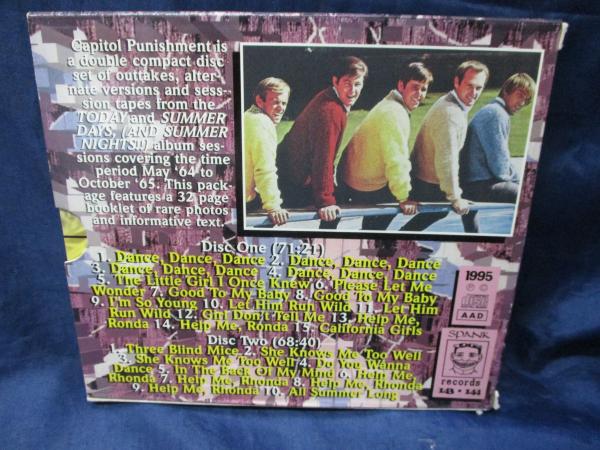 Capitol Punishment is
a double compact disc
set of outtakes, alter-
nate versions and sess-
sion tapes from the
TODAY and SUMMER
DAYS, (AND SUMMER
NIGHTS!!) album ses-
sions covering the time
period May '64 to
October '65. This pack-
age features a 32 page
booklet of rare photos
and informative text.
Disc One (71:21)
1. Dance, Dance, Dance 2. Dance, Dance, Dance
3. Dance, Dance, Dance 4. Dance, Dance, Dance
5. The Little Girl I Once Knew 6. Please Let Me
Wonder 7. Good To My Baby 8. Good To My Baby
9. I'm So Young 10. Let Him Run Wild 11. Let Him
Run Wild 12. Girl Don't Tell Me 13. Help Me,
Ronda 14. Help Me, Ronda 15. California Girls
Disc Two (68:40)
1. Three Blind Mice 2. She Knows Me Too Well
3. She Knows Me Too Well 4. Do You Wanna
Dance 5. In The Back Of My Mind 6. Help Me,
Rhonda 7. Help Me, Rhonda 8. Help Me, Rhonda
9. Help Me, Rhonda 10. All Summer Long
1995
P C
disc
AAD
SPANK
records
18 • 141